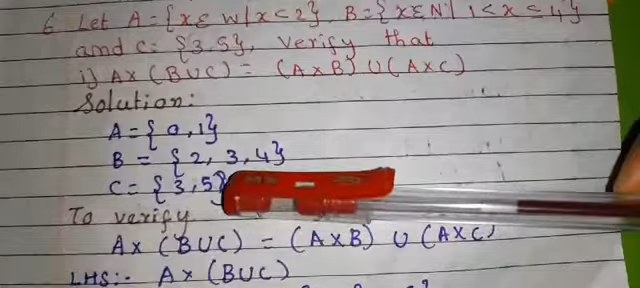 6 Let A = {x ∈ W / x < 2}, B = {x ∈ N / 1 < x ≤ 4}
and C = {3,5}, Verify that
i) A × (B ∪ C) = (A × B) ∪ (A × C)
Solution:
A = {0,1}
B = {2, 3, 4}
C = {3,5}
To verify
A × (B ∪ C) = (A × B) ∪ (A × C)
LHS:- A × (B ∪ C)